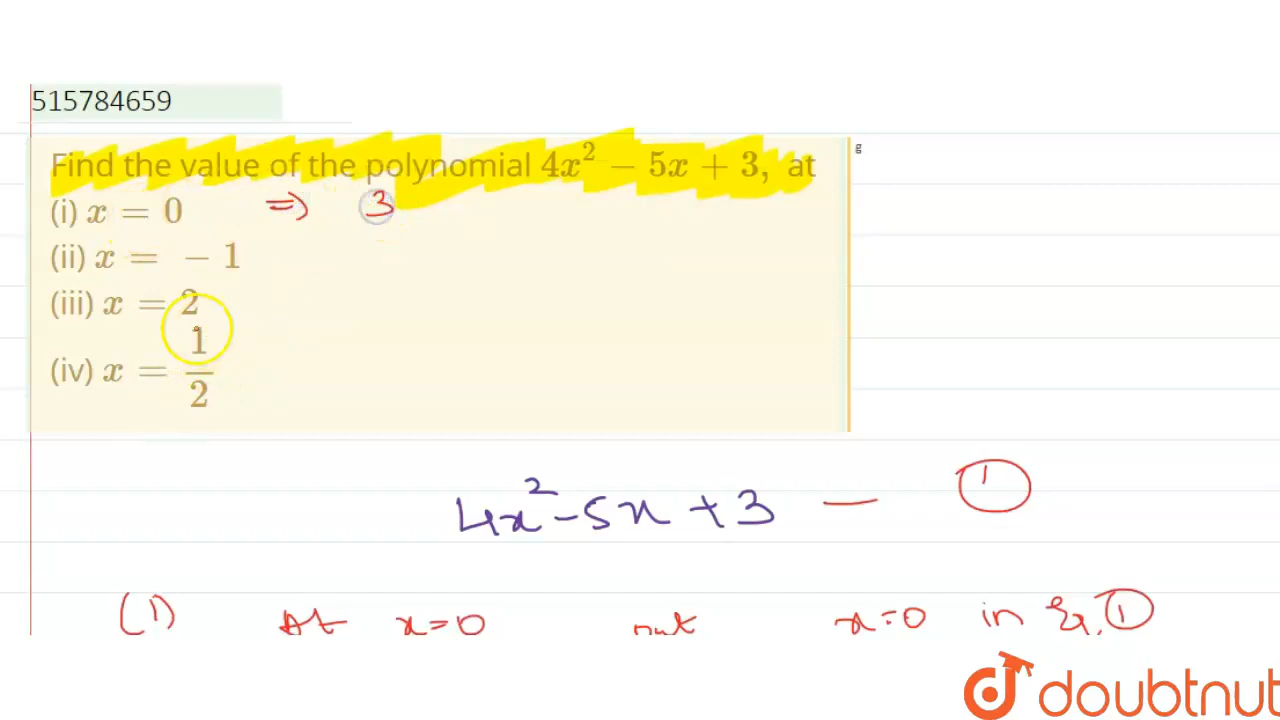 515784659
Find the value of the polynomial 4x² − 5x + 3, at
(i) x = 0 ⇒ 3
(ii) x = − 1
(iii) x = 2
(iv) x = 1/2
4x² - 5x + 3 — ①
(1) At x=0 put x=0 in Eq. ①
doubtnut